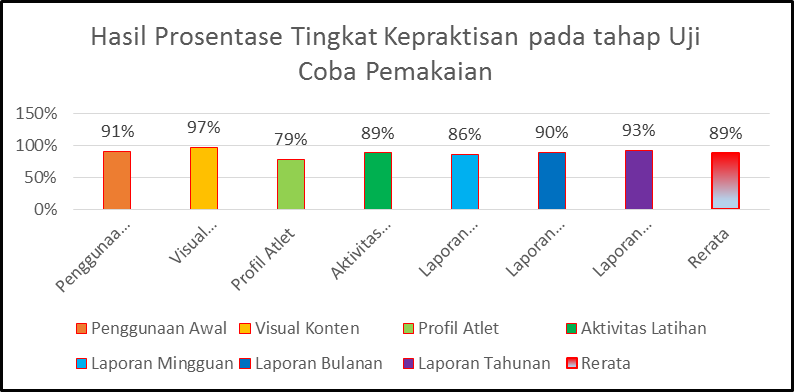 Hasil Prosentase Tingkat Kepraktisan pada tahap Uji
Coba Pemakaian
150%
100%
50%
0%
91%
97%
79%
89%
86%
90%
93%
89%
Penggunaa...
Visual...
Profil Atlet
Aktivitas...
Laporan...
Laporan...
Laporan...
Rerata
Penggunaan Awal Visual Konten Profil Atlet Aktivitas Latihan
Laporan Mingguan Laporan Bulanan Laporan Tahunan Rerata